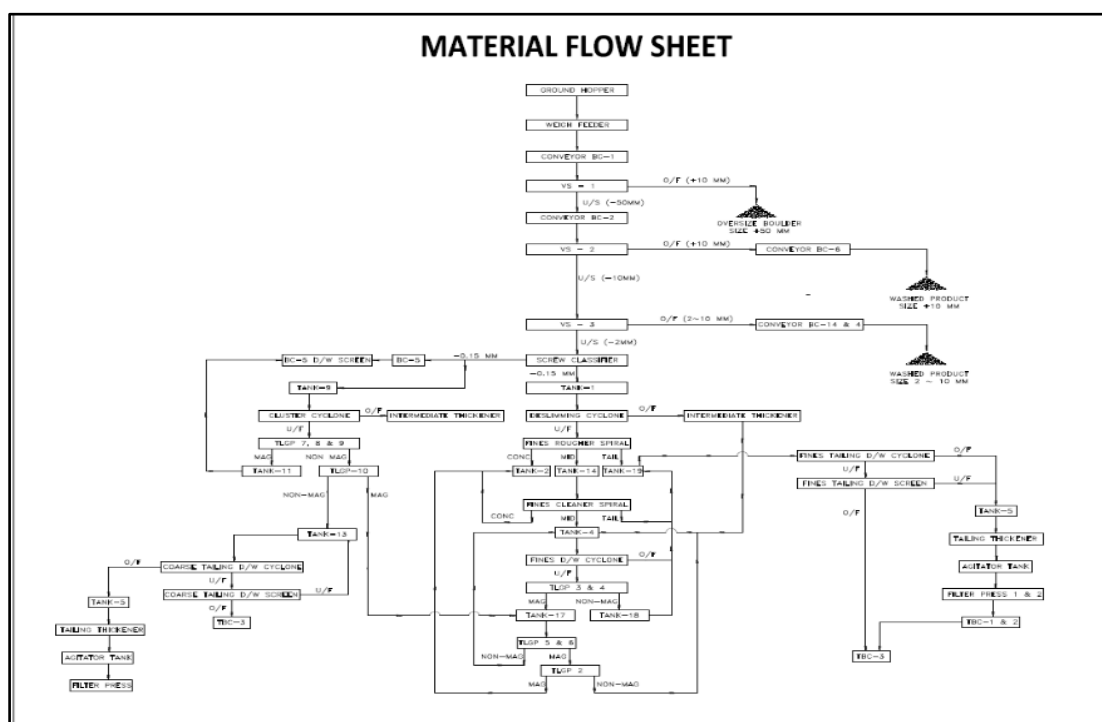 MATERIAL FLOW SHEET
GROUND HOPPER
WEIGH FEEDER
CONVEYOR BC-1
VS - 1
O/F (+10 MM)
U/S (-50MM)
OVERSIZE BOULDER
SIZE +50 MM
CONVEYOR BC-2
VS - 2
O/F (+10 MM)
CONVEYOR BC-6
U/S (-10MM)
WASHED PRODUCT
SIZE +10 MM
VS - 3
O/F (2~10 MM)
CONVEYOR BC-14 & 4
U/S (-2MM)
BC-5 D/W SCREEN
BC-5
-0.15 MM
SCREW CLASSIFIER
WASHED PRODUCT
SIZE 2 ~ 10 MM
-0.15 MM
TANK-9
TANK-1
CLUSTER CYCLONE
O/F
INTERMEDIATE THICKENER
DESLIMMING CYCLONE
O/F
INTERMEDIATE THICKENER
U/F
U/F
TLGP 7, 8 & 9
FINES ROUGHER SPIRAL
MAG
NON MAG
CONC
MID
TAIL
FINES TAILING D/W CYCLONE
O/F
TANK-11
TLGP-10
TANK-2
TANK-14
TANK-19
U/F
FINES TAILING D/W SCREEN
U/F
NON-MAG
MAG
FINES CLEANER SPIRAL
CONC
MID
TAIL
O/F
TANK-5
TANK-13
TANK-4
TAILING THICKENER
O/F
COARSE TAILING D/W CYCLONE
FINES D/W CYCLONE
O/F
AGITATOR TANK
U/F
U/F
COARSE TAILING D/W SCREEN
U/F
TLGP 3 & 4
FILTER PRESS 1 & 2
TANK-5
O/F
MAG
NON-MAG
TBC-3
TANK-17
TANK-18
TBC-1 & 2
TAILING THICKENER
TLGP 5 & 6
AGITATOR TANK
NON-MAG
MAG
TBC-3
TLGP 2
FILTER PRESS
MAG
NON-MAG